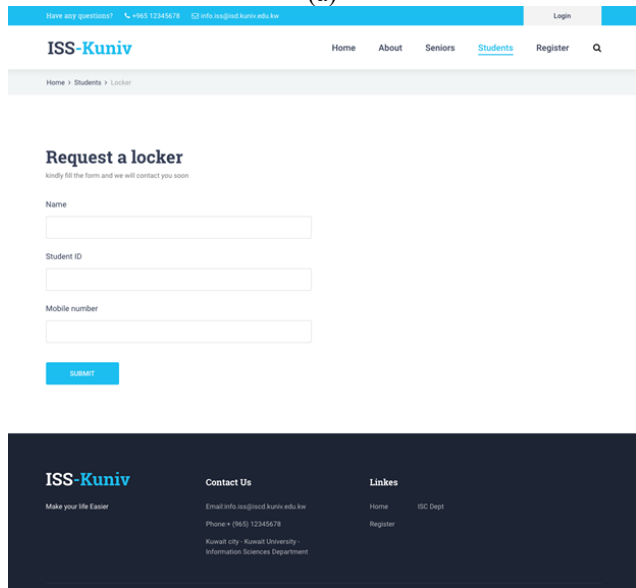 Have any questions? +965 12345678 info.iss@isd.kuniv.edu.kw Login
ISS-Kuniv Home About Seniors Students Register
Home > Students > Locker
Request a locker
kindly fill the form and we will contact you soon
Name
Student ID
Mobile number
SUBMIT
ISS-Kuniv
Make your life Easier
Contact Us
Email:info.iss@iscd.kuniv.edu.kw
Phone:+ (965) 12345678
Kuwait city - Kuwait University -
Information Sciences Department
Linkes
Home ISC Dept
Register